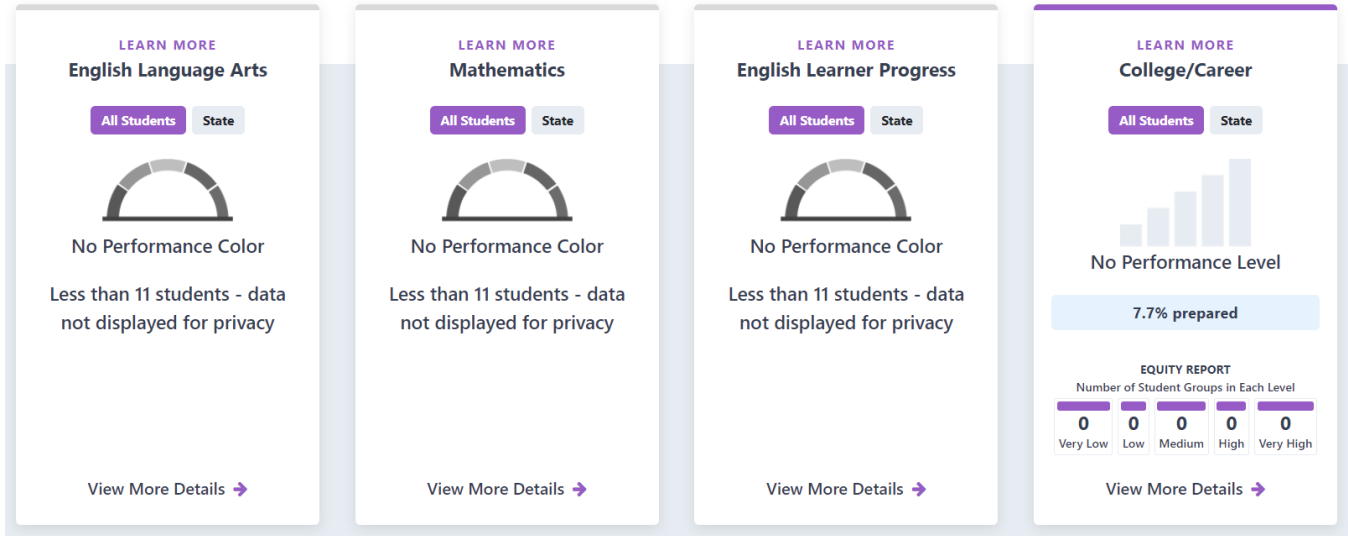 LEARN MORE
English Language Arts
All Students State
No Performance Color
Less than 11 students - data
not displayed for privacy
View More Details
LEARN MORE
Mathematics
All Students State
No Performance Color
Less than 11 students - data
not displayed for privacy
View More Details
LEARN MORE
English Learner Progress
All Students State
No Performance Color
Less than 11 students - data
not displayed for privacy
View More Details
LEARN MORE
College/Career
All Students State
No Performance Level
7.7% prepared
EQUITY REPORT
Number of Student Groups in Each Level
0 0 0 0 0
Very Low Low Medium High Very High
View More Details